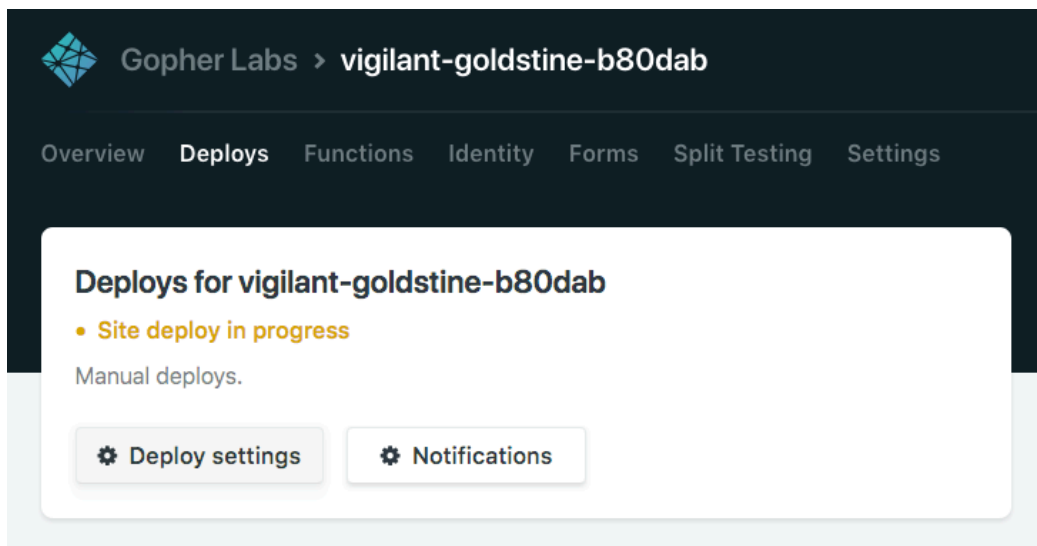 Gopher Labs > vigilant-goldstine-b80dab
Overview Deploys Functions Identity Forms Split Testing Settings
Deploys for vigilant-goldstine-b80dab
• Site deploy in progress
Manual deploys.
Deploy settings Notifications